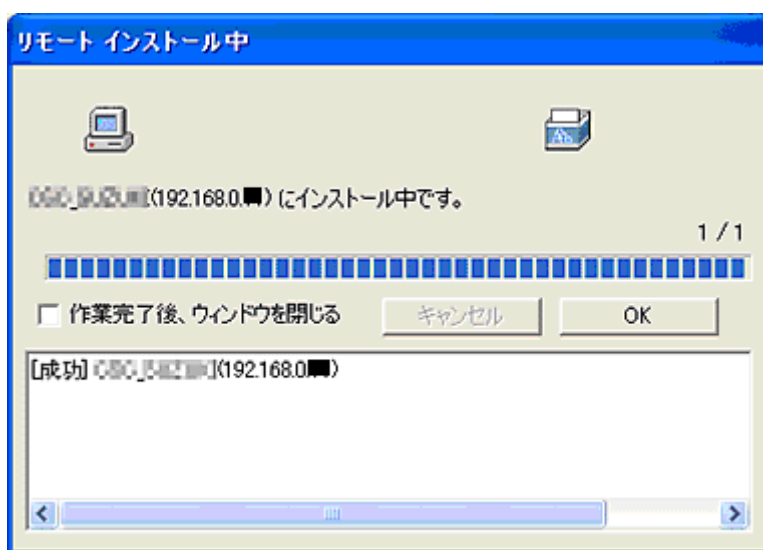 リモート インストール中
(192.168.0.) にインストール中です。
1 / 1
作業完了後、ウィンドウを閉じる
キャンセル
OK
[成功] (192.168.0)